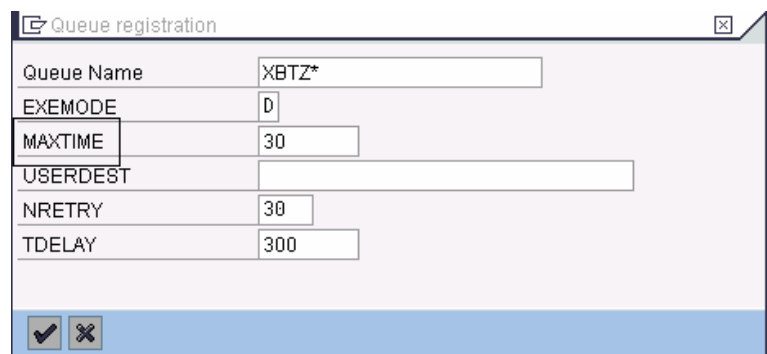 Queue registration
Queue Name XBTZ*
EXEMODE D
MAXTIME 30
USERDEST
NRETRY 30
TDELAY 300